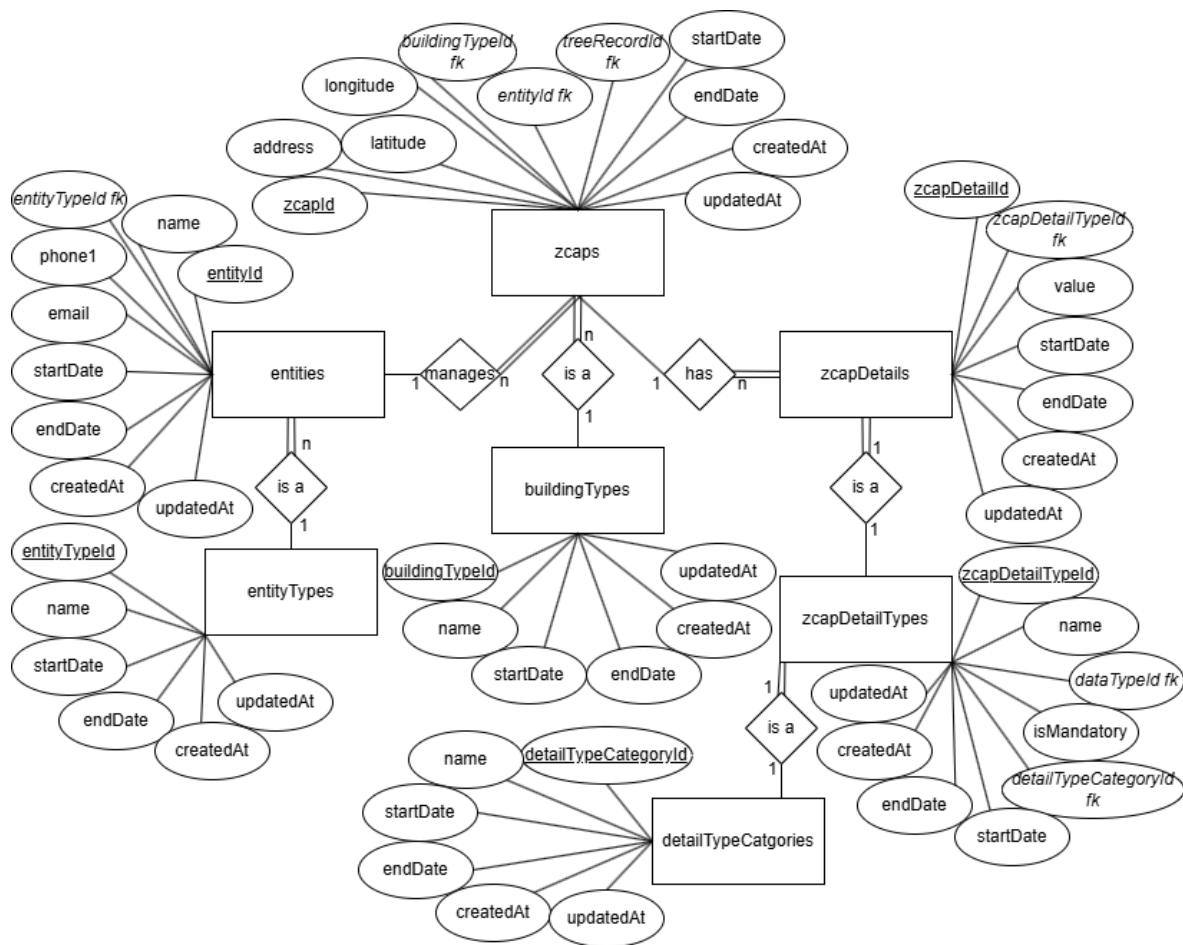 buildingTypeId
fk
treeRecordId
fk
startDate
longitude
entityId fk
endDate
address
latitude
createdAt
zcapId
updatedAt
zcaps
entityTypeId fk
name
phone1
entityId
email
startDate
endDate
createdAt
updatedAt
entities
1
manages
n
n
is a
1
1
has
n
zcapDetails
zcapDetailId
zcapDetailTypeId
fk
value
startDate
endDate
createdAt
updatedAt
n
is a
1
entityTypes
entityTypeId
name
startDate
endDate
createdAt
updatedAt
buildingTypes
buildingTypeId
name
startDate
endDate
createdAt
updatedAt
1
is a
1
zcapDetailTypes
zcapDetailTypeId
name
dataTypeId fk
isMandatory
detailTypeCategoryId
fk
startDate
endDate
createdAt
updatedAt
1
is a
1
detailTypeCatgories
detailTypeCategoryId
name
startDate
endDate
createdAt
updatedAt